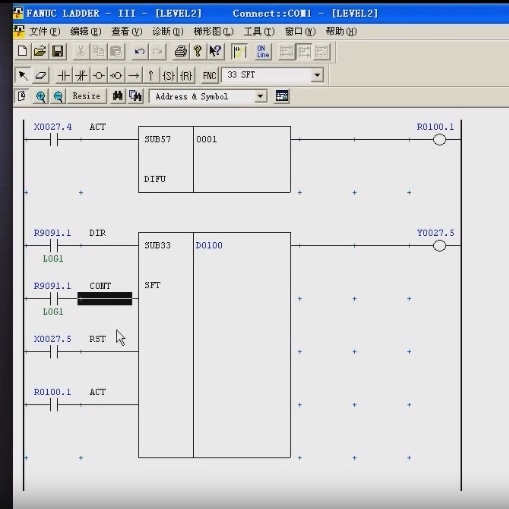 FANUC LADDER - III - [LEVEL2] Connect::COM1 - [LEVEL2]
文件(F) 编辑(E) 查看(V) 诊断(D) 梯形图(L) 工具(T) 窗口(W) 帮助(H)
ON Line
(S) (R) FNC 33 SFT
Resize Address & Symbol
X0027.4 ACT R0100.1
SUB57 0001
DIFU
R9091.1 DIR Y0027.5
SUB33 D0100
LOG1
R9091.1 CONT
SFT
LOG1
X0027.5 RST
R0100.1 ACT